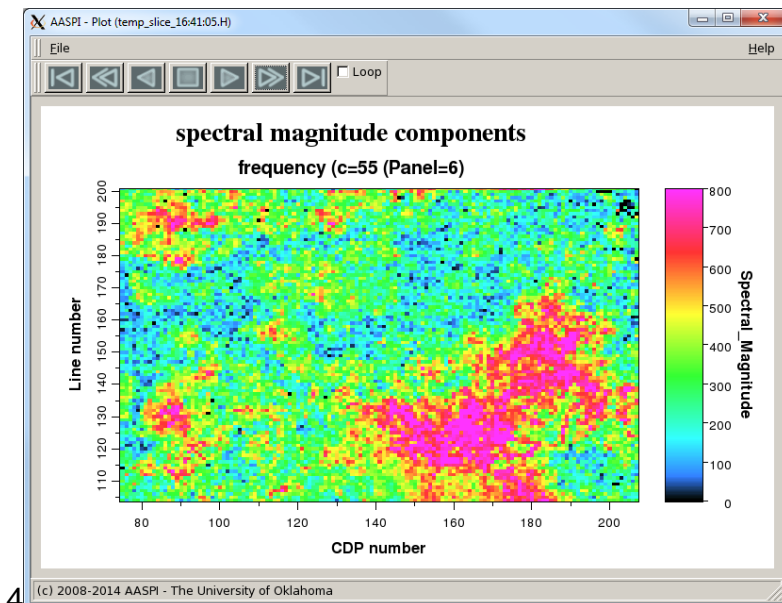 AASPI - Plot (temp_slice_16:41:05.H)
File Help
Loop
spectral magnitude components
frequency (c=55 (Panel=6)
Line number
200
190
180
170
160
150
140
130
120
110
80 100 120 140 160 180 200
CDP number
800
700
600
500
400
300
200
100
0
Spectral_Magnitude
(c) 2008-2014 AASPI - The University of Oklahoma
4